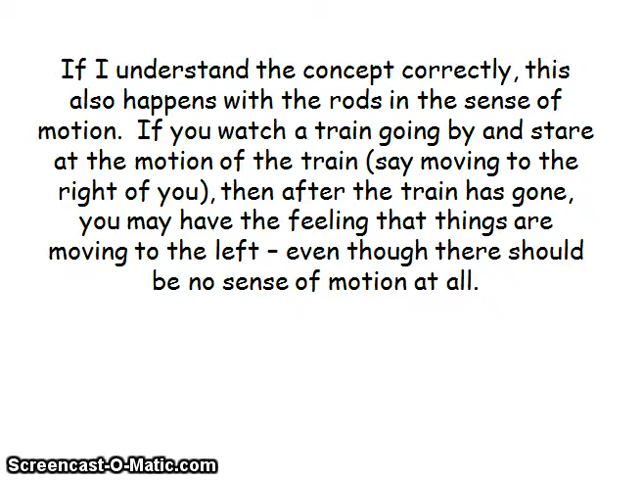 If I understand the concept correctly, this
also happens with the rods in the sense of
motion.  If you watch a train going by and stare
at the motion of the train (say moving to the
right of you), then after the train has gone,
you may have the feeling that things are
moving to the left – even though there should
be no sense of motion at all.
Screencast-O-Matic.com